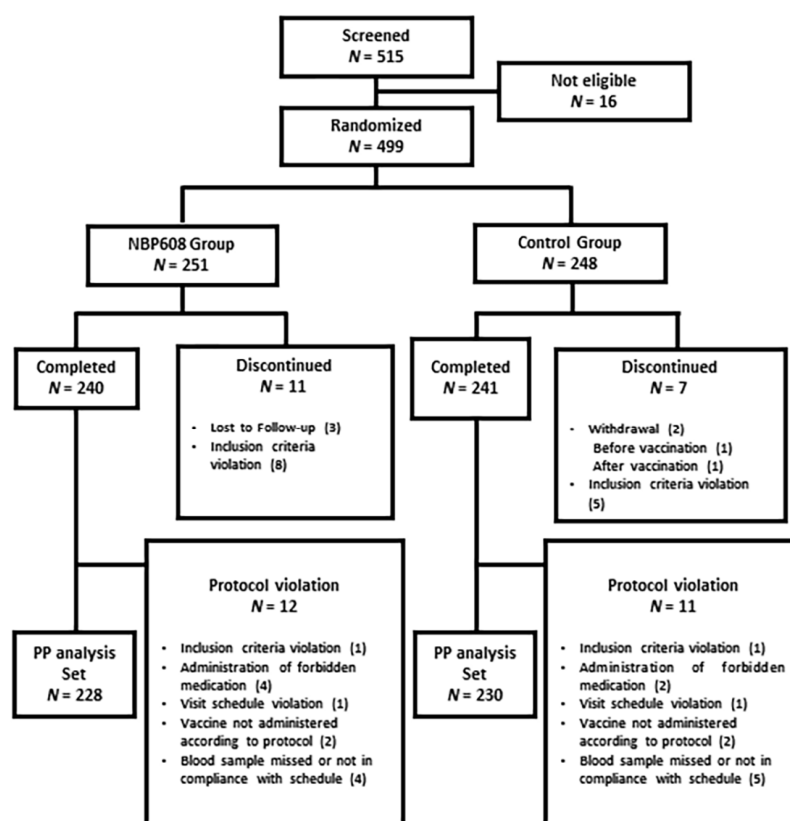 Screened
N = 515
Not eligible
N = 16
Randomized
N = 499
NBP608 Group
N = 251
Control Group
N = 248
Completed
N = 240
Discontinued
N = 11
· Lost to Follow-up (3)
· Inclusion criteria
violation (8)
Completed
N = 241
Discontinued
N = 7
· Withdrawal (2)
Before vaccination (1)
After vaccination (1)
· Inclusion criteria violation
(5)
Protocol violation
N = 12
· Inclusion criteria violation (1)
· Administration of forbidden
medication (4)
· Visit schedule violation (1)
· Vaccine not administered
according to protocol (2)
· Blood sample missed or not in
compliance with schedule (4)
PP analysis
Set
N = 228
Protocol violation
N = 11
· Inclusion criteria violation (1)
· Administration of forbidden
medication (2)
· Visit schedule violation (1)
· Vaccine not administered
according to protocol (2)
· Blood sample missed or not in
compliance with schedule (5)
PP analysis
Set
N = 230